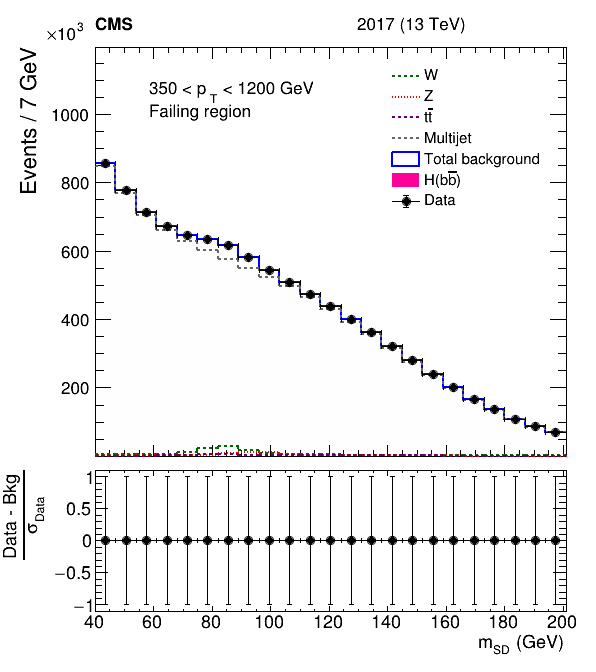 CMS 2017 (13 TeV)
×10³
350 < p_T < 1200 GeV
Failing region
W
Z
tt̅
Multijet
Total background
H(bb̅)
Data
Events / 7 GeV
1000
800
600
400
200
Data - Bkg
σ_Data
1
0.5
0
−0.5
−1
40 60 80 100 120 140 160 180 200
m_SD (GeV)